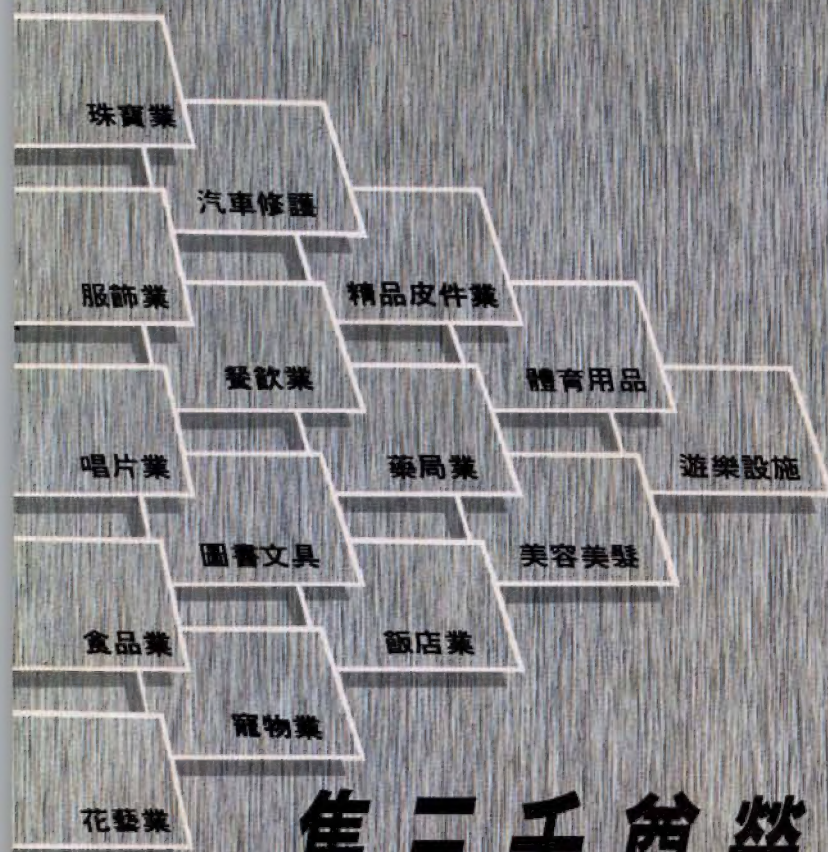 珠寶業
服飾業
唱片業
食品業
花藝業
汽車修護
餐飲業
圖書文具
寵物業
精品皮件業
藥局業
飯店業
體育用品
美容美髮
遊樂設施